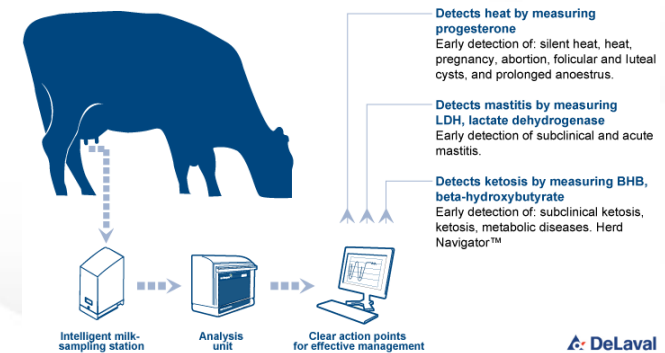 Detects heat by measuring
progesterone
Early detection of: silent heat, heat,
pregnancy, abortion, folicular and luteal
cysts, and prolonged anoestrus.
Detects mastitis by measuring
LDH, lactate dehydrogenase
Early detection of subclinical and acute
mastitis.
Detects ketosis by measuring BHB,
beta-hydroxybutyrate
Early detection of: subclinical ketosis,
ketosis, metabolic diseases. Herd
Navigator™
Intelligent milk-
sampling station
Analysis
unit
Clear action points
for effective management
DeLaval